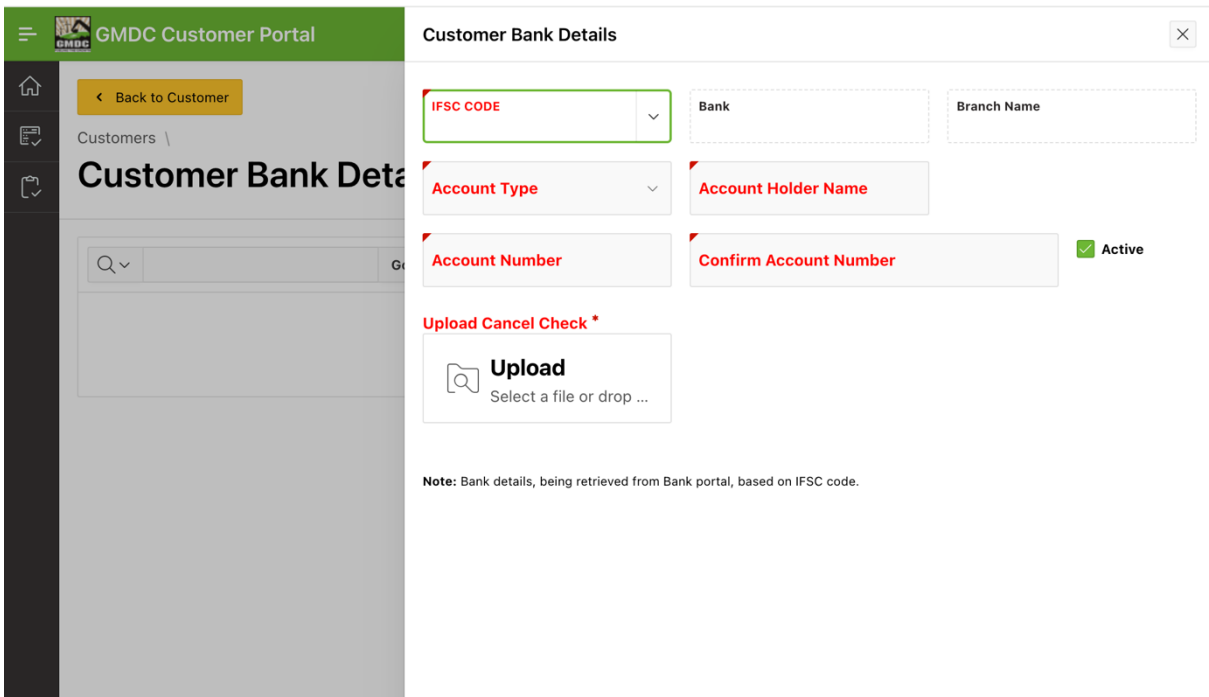 GMDC
GMDC Customer Portal
Back to Customer
Customers \
Customer Bank Deta
Go
Customer Bank Details
IFSC CODE
Bank
Branch Name
Account Type
Account Holder Name
Account Number
Confirm Account Number
Active
Upload Cancel Check *
Upload
Select a file or drop ...
Note: Bank details, being retrieved from Bank portal, based on IFSC code.